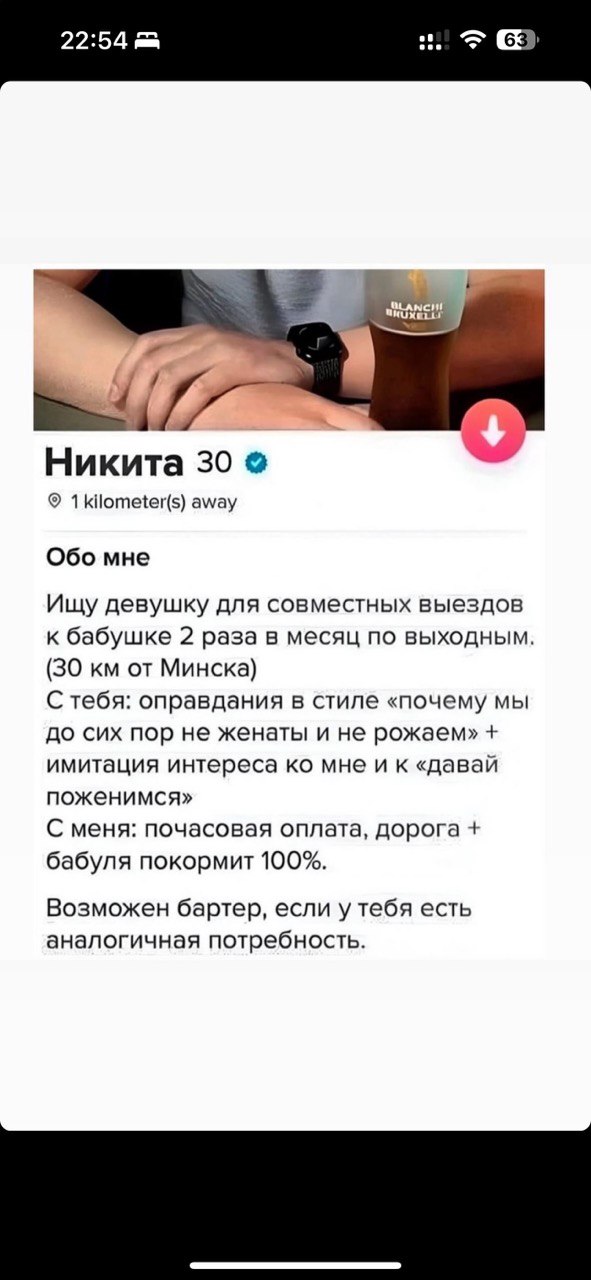 22:54
63
BLANCHE
BRUXELLE
Никита 30
1 kilometer(s) away
Обо мне
Ищу девушку для совместных выездов
к бабушке 2 раза в месяц по выходным.
(30 км от Минска)
С тебя: оправдания в стиле «почему мы
до сих пор не женаты и не рожаем» +
имитация интереса ко мне и к «давай
поженимся»
С меня: почасовая оплата, дорога +
бабуля покормит 100%.
Возможен бартер, если у тебя есть
аналогичная потребность.